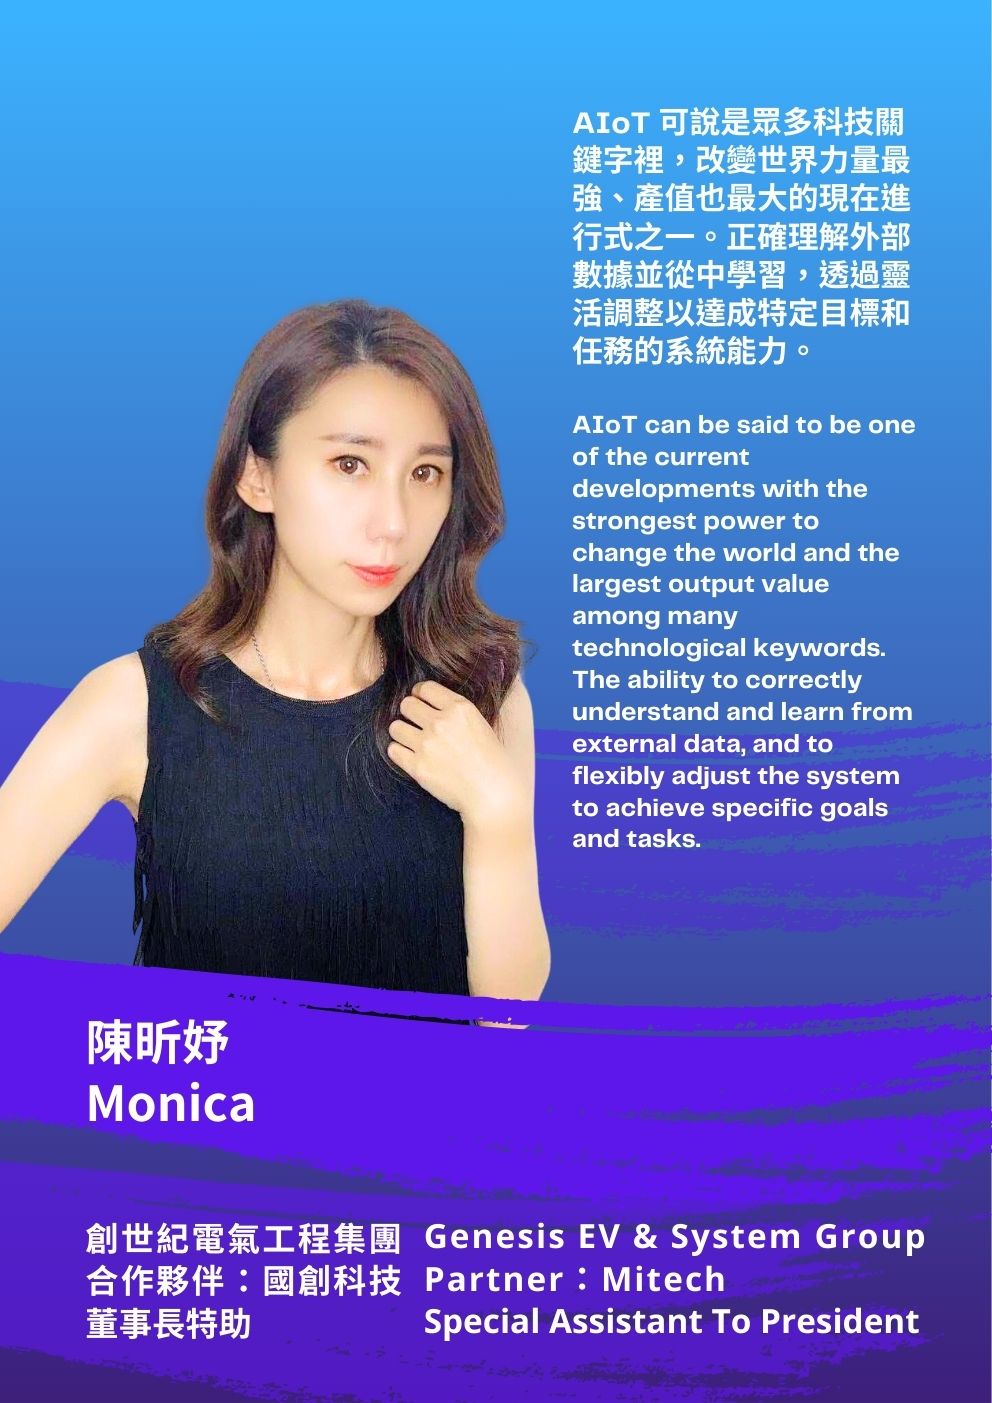 AIoT 可說是眾多科技關
鍵字裡，改變世界力量最
強、產值也最大的現在進
行式之一。正確理解外部
數據並從中學習，透過靈
活調整以達成特定目標和
任務的系統能力。
AIoT can be said to be one
of the current
developments with the
strongest power to
change the world and the
largest output value
among many
technological keywords.
The ability to correctly
understand and learn from
external data, and to
flexibly adjust the system
to achieve specific goals
and tasks.
陳昕妤
Monica
創世紀電氣工程集團
合作夥伴：國創科技
董事長特助
Genesis EV & System Group
Partner：Mitech
Special Assistant To President